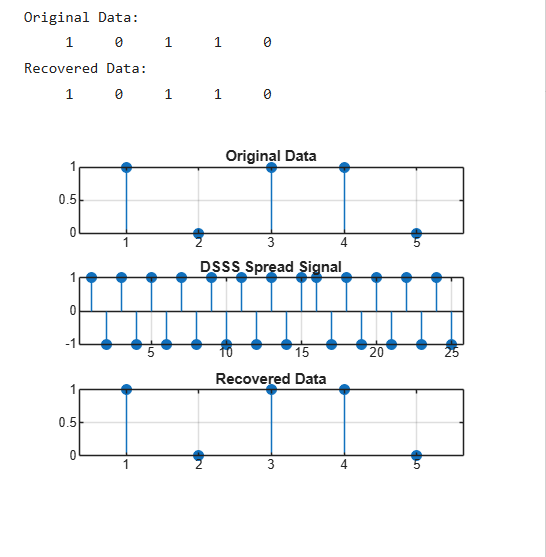 Original Data:
1 0 1 1 0
Recovered Data:
1 0 1 1 0
Original Data
1
0.5
0
1 2 3 4 5
DSSS Spread Signal
1
0
-1
5 10 15 20 25
Recovered Data
1
0.5
0
1 2 3 4 5